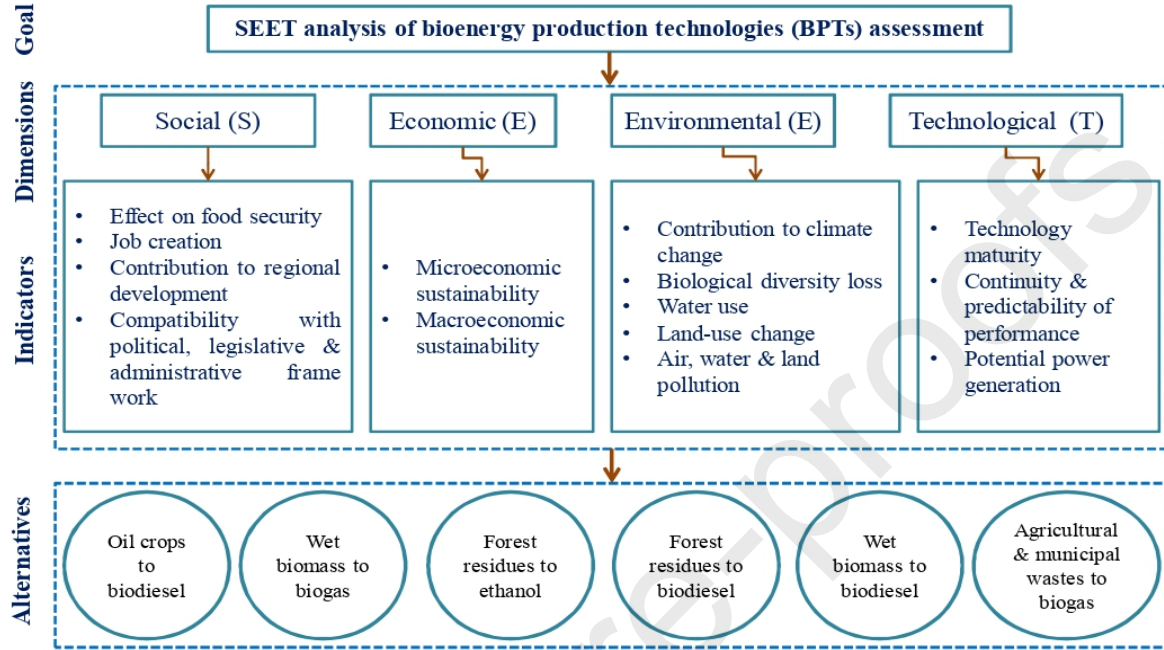 Goal
SEET analysis of bioenergy production technologies (BPTs) assessment
Dimensions
Social (S)
Economic (E)
Environmental (E)
Technological (T)
Indicators
• Effect on food security
• Job creation
• Contribution to regional
development
• Compatibility with
political, legislative &
administrative frame
work
• Microeconomic
sustainability
• Macroeconomic
sustainability
• Contribution to climate
change
• Biological diversity loss
• Water use
• Land-use change
• Air, water & land
pollution
• Technology
maturity
• Continuity &
predictability of
performance
• Potential power
generation
Alternatives
Oil crops
to
biodiesel
Wet
biomass to
biogas
Forest
residues to
ethanol
Forest
residues to
biodiesel
Wet
biomass to
biodiesel
Agricultural
& municipal
wastes to
biogas
re-proofs